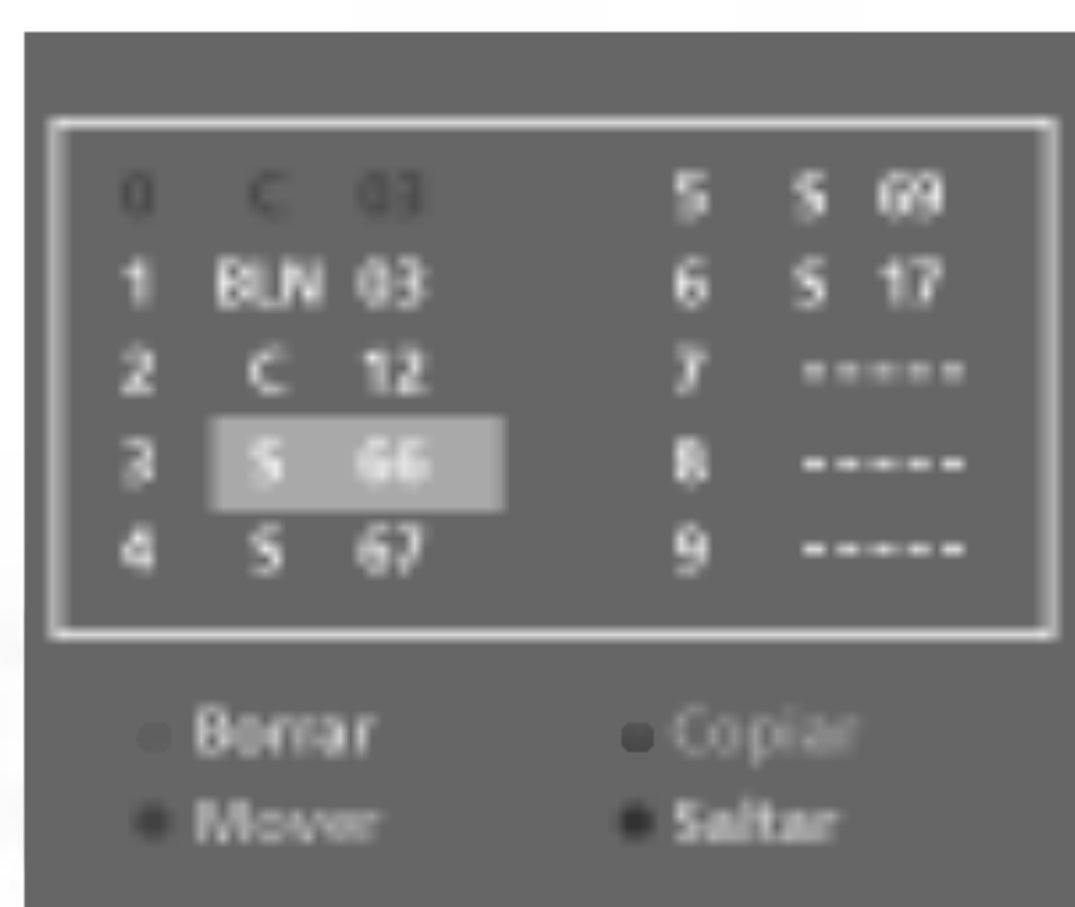 0 C 03
1 BLN 03
2 C 12
3 S 66
4 S 67
5 S 69
6 S 17
7 -----
8 -----
9 -----
Borrar
Mover
Copiar
Saltar